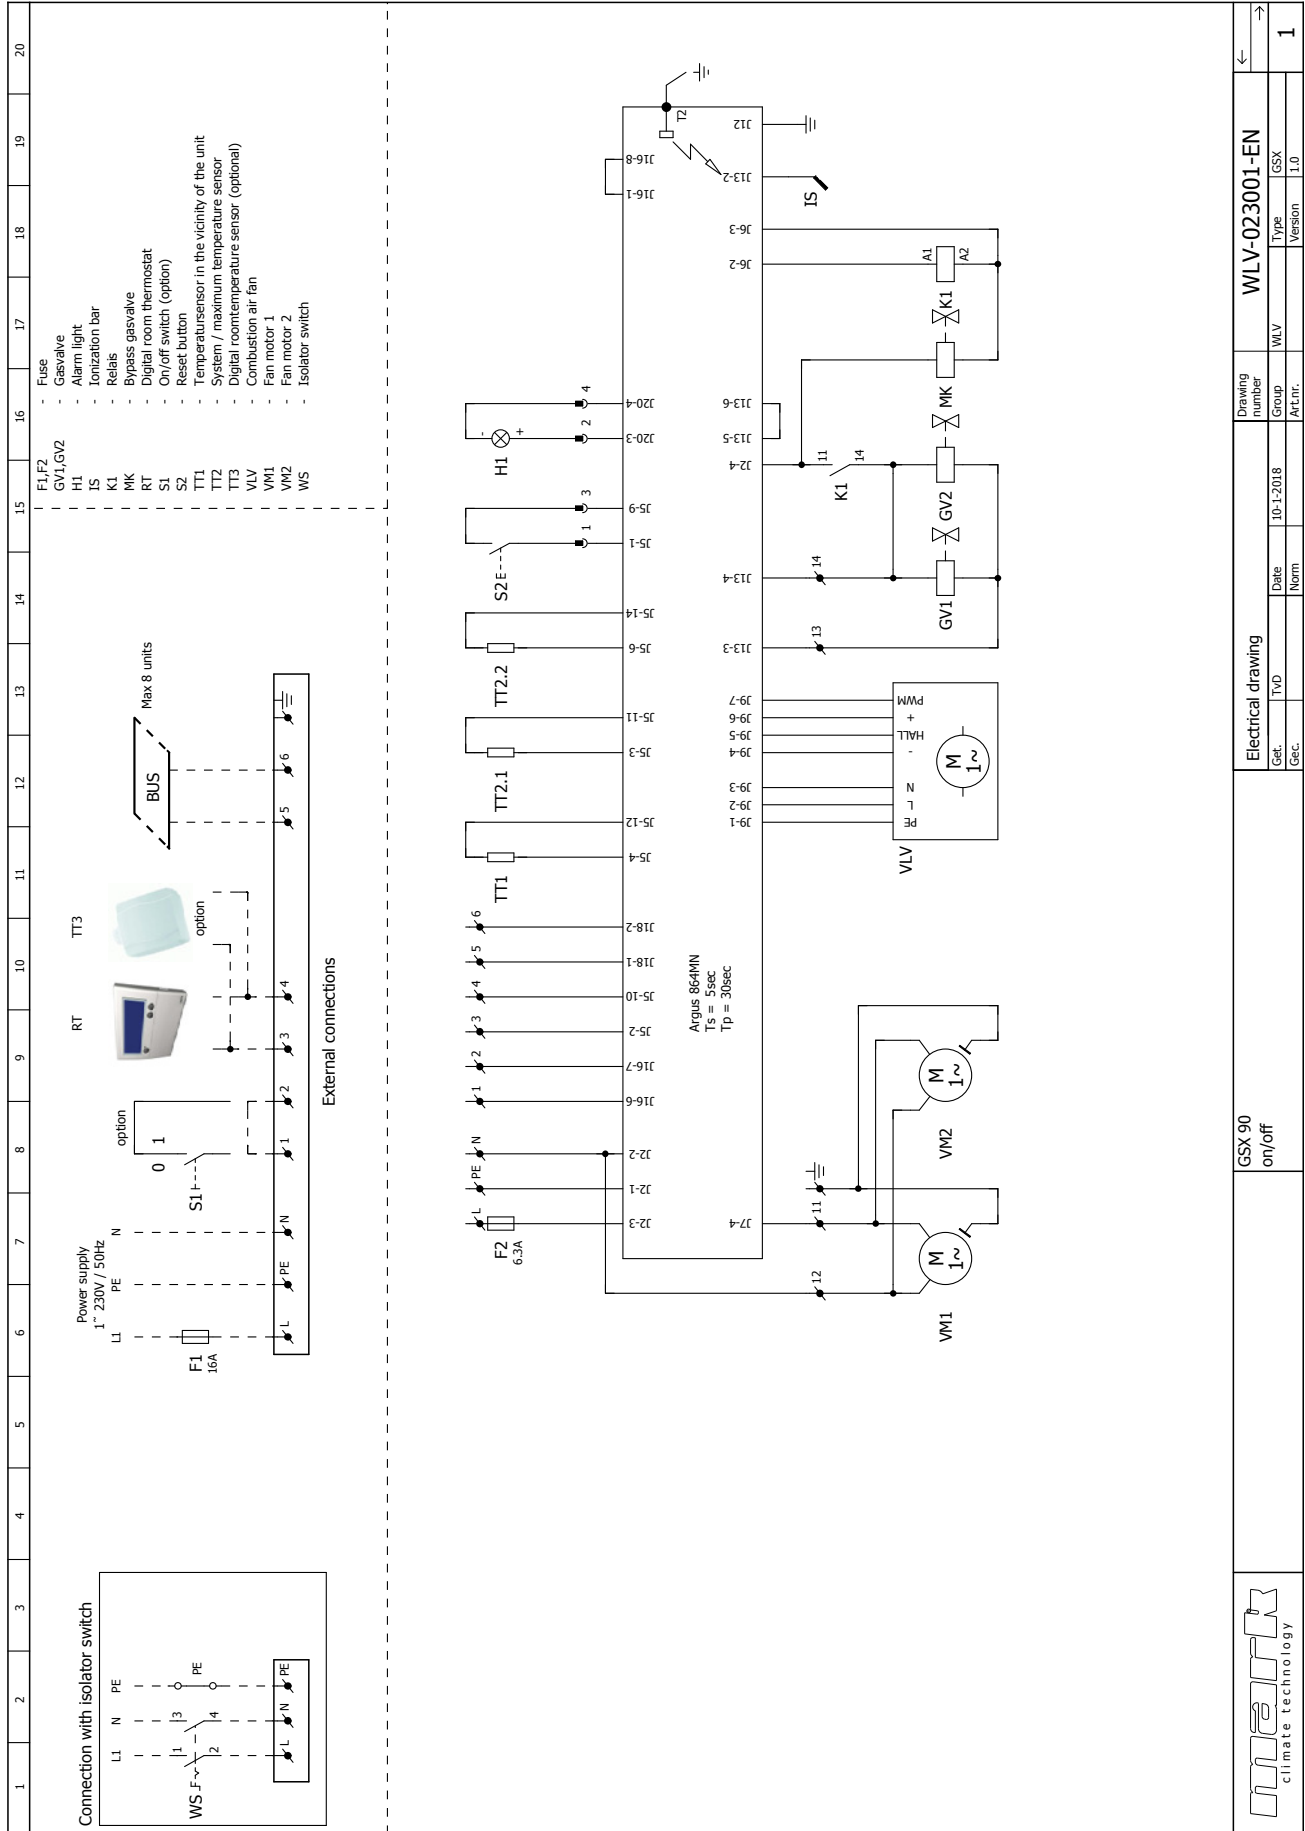 1 2 3 4 5 6 7 8 9 10 11 12 13 14 15 16 17 18 19 20
Connection with isolator switch
L1 N PE
WS
1 3
2 4
PE
L N PE
Power supply
1~ 230V / 50Hz
L1 PE N
F1
16A
option
0 1
S1
RT
TT3
option
BUS
Max 8 units
L PE N 1 2 3 4 5 6
External connections
F1,F2 - Fuse
GV1,GV2 - Gasvalve
H1 - Alarm light
IS - Ionization bar
K1 - Relais
MK - Bypass gasvalve
RT - Digital room thermostat
S1 - On/off switch (option)
S2 - Reset button
TT1 - Temperatursensor in the vicinity of the unit
TT2 - System / maximum temperature sensor
TT3 - Digital roomtemperature sensor (optional)
VLV - Combustion air fan
VM1 - Fan motor 1
VM2 - Fan motor 2
WS - Isolator switch
L PE N 1 2 3 4 5 6
F2
6.3A
TT1
TT2.1
TT2.2
S2
1 3
H1
- +
2 4
J2-3 J2-1 J2-2 J16-6 J16-7 J5-2 J5-10 J18-1 J18-2 J5-4 J5-12 J5-3 J5-11 J5-6 J5-14 J5-1 J5-9 J20-3 J20-4 J16-1 J16-8
T2
Argus 864MN
Ts = 5sec
Tp = 30sec
J7-4 J9-1 J9-2 J9-3 J9-4 J9-5 J9-6 J9-7 J13-3 J13-4 J2-4 J13-5 J13-6 J6-2 J6-3 J13-2 J12
12 11
13 14
11
14
K1
IS
A1
A2
PE L N - HALL + PWM
M
1~
VLV
M
1~
VM1
M
1~
VM2
GV1 GV2 MK K1
mark
climate technology
GSX 90
on/off
Electrical drawing
Get. TvD Date 10-1-2018
Gec. Norm
Drawing
number
WLV-023001-EN
Group WLV Type GSX
Art.nr. Version 1.0
← →
1